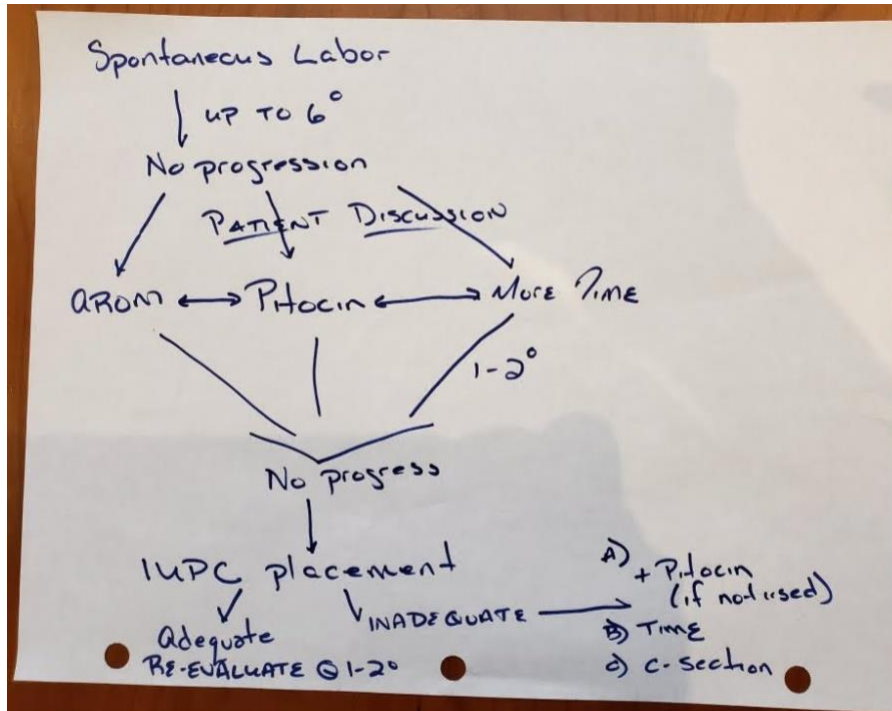 Spontaneous Labor
UP TO 6°
No progression
PATIENT DISCUSSION
AROM Pitocin MORE TIME
1-2°
No progress
IUPC placement
A) + Pitocin
(if not used)
INADEQUATE
B) TIME
C) C-section
Adequate
RE-EVALUATE @ 1-2°